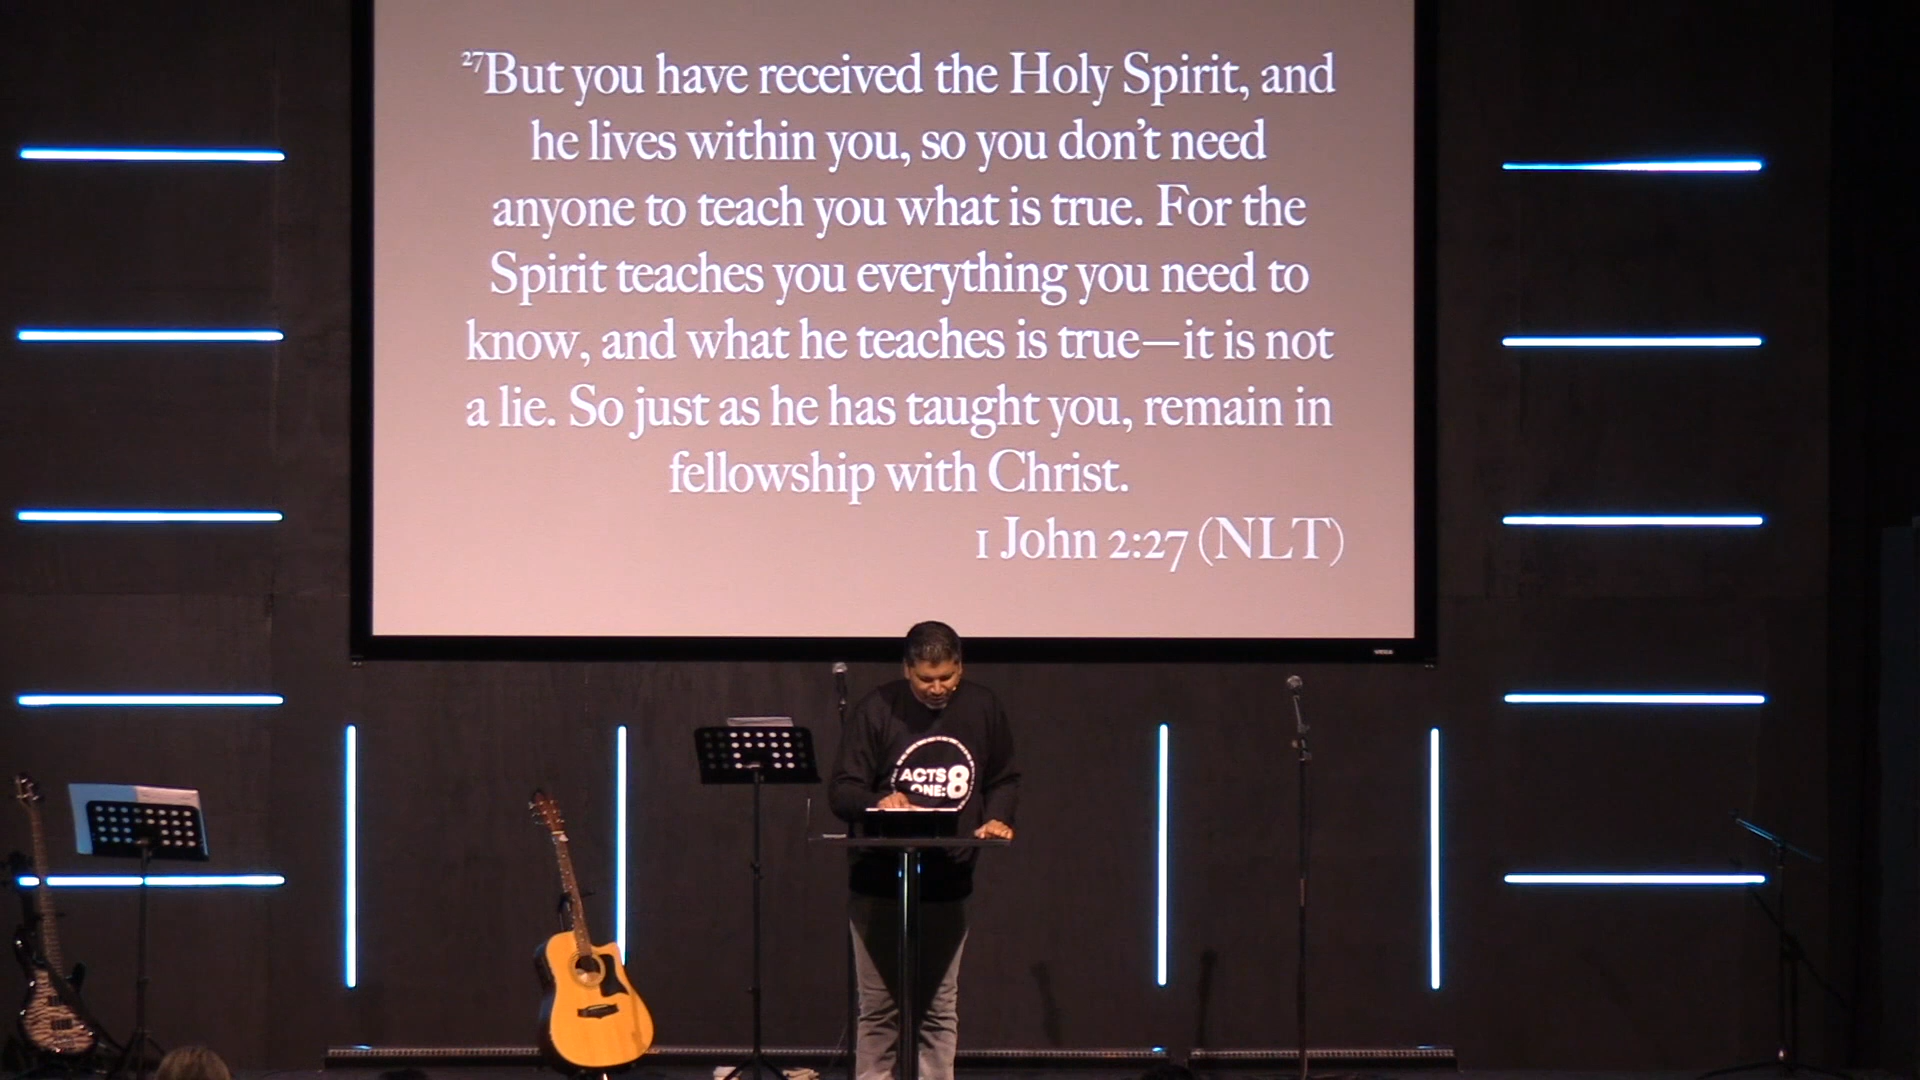 ²⁷But you have received the Holy Spirit, and
he lives within you, so you don’t need
anyone to teach you what is true. For the
Spirit teaches you everything you need to
know, and what he teaches is true—it is not
a lie. So just as he has taught you, remain in
fellowship with Christ.
1 John 2:27 (NLT)
ACTS 8
ONE: